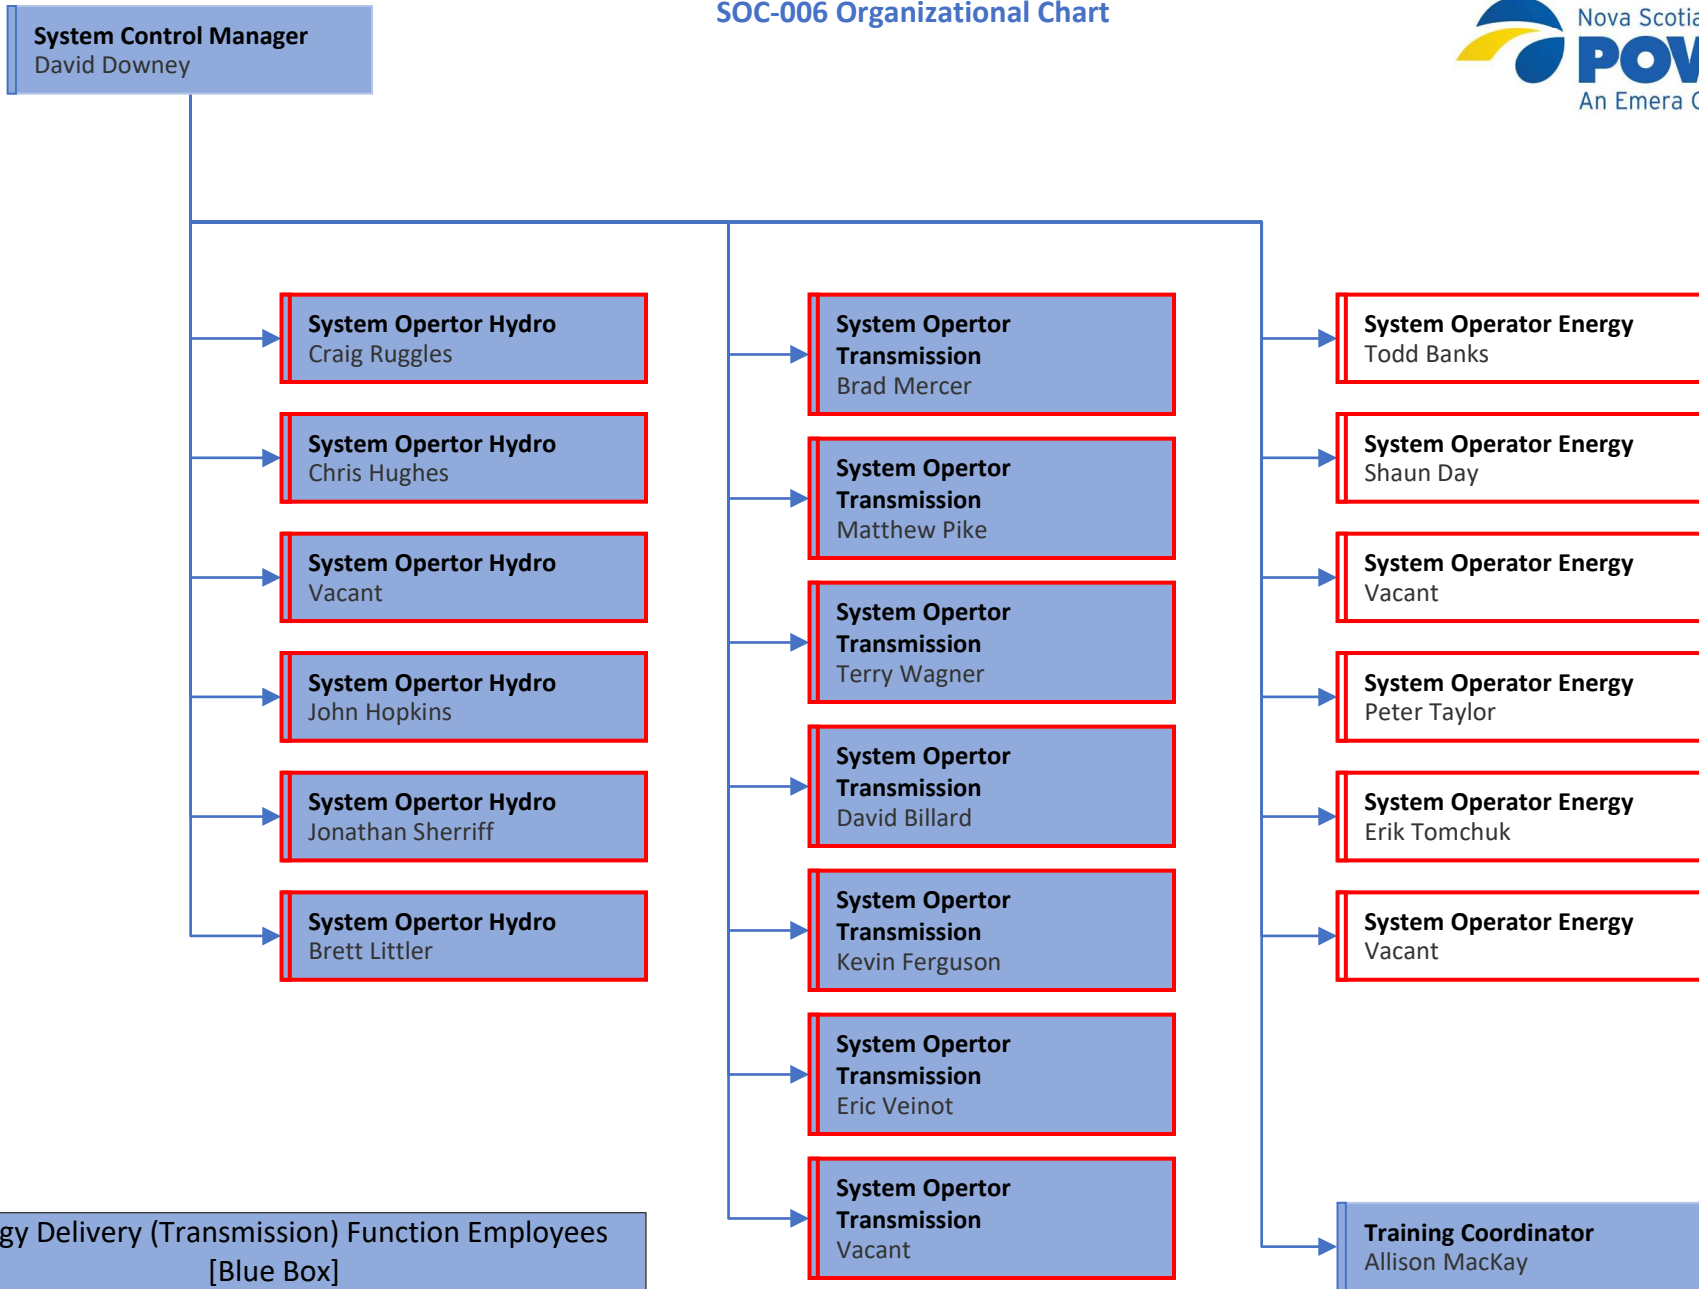 SOC-006 Organizational Chart
System Control Manager
David Downey
Nova Scotia
An Emera
System Opertor Hydro
Craig Ruggles
System Opertor Hydro
Chris Hughes
System Opertor Hydro
Vacant
System Opertor Hydro
John Hopkins
System Opertor Hydro
Jonathan Sherriff
System Opertor Hydro
Brett Littler
System Opertor
Transmission
Brad Mercer
System Opertor
Transmission
Matthew Pike
System Opertor
Transmission
Terry Wagner
System Opertor
Transmission
David Billard
System Opertor
Transmission
Kevin Ferguson
System Opertor
Transmission
Eric Veinot
System Opertor
Transmission
Vacant
System Operator Energy
Todd Banks
System Operator Energy
Shaun Day
System Operator Energy
Vacant
System Operator Energy
Peter Taylor
System Operator Energy
Erik Tomchuk
System Operator Energy
Vacant
Training Coordinator
Allison MacKay
gy Delivery (Transmission) Function Employees
[Blue Box]